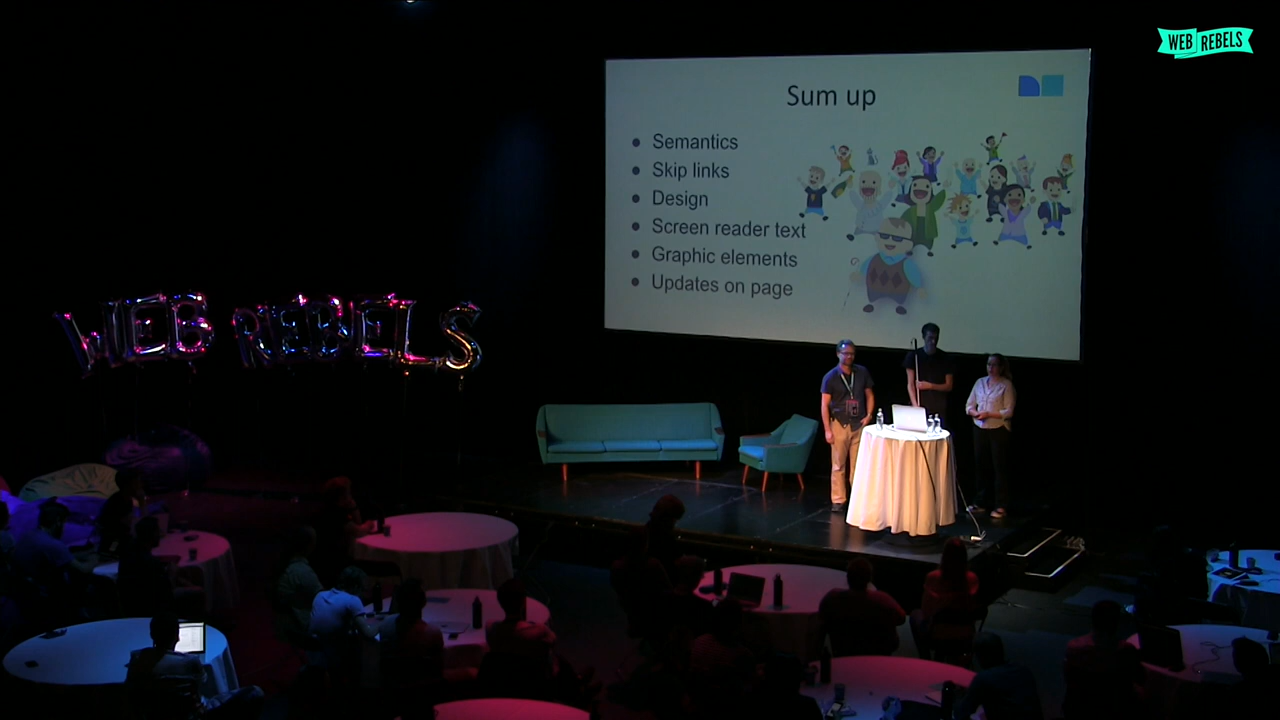 WEB REBELS
Sum up
Semantics
Skip links
Design
Screen reader text
Graphic elements
Updates on page
WEB REBELS